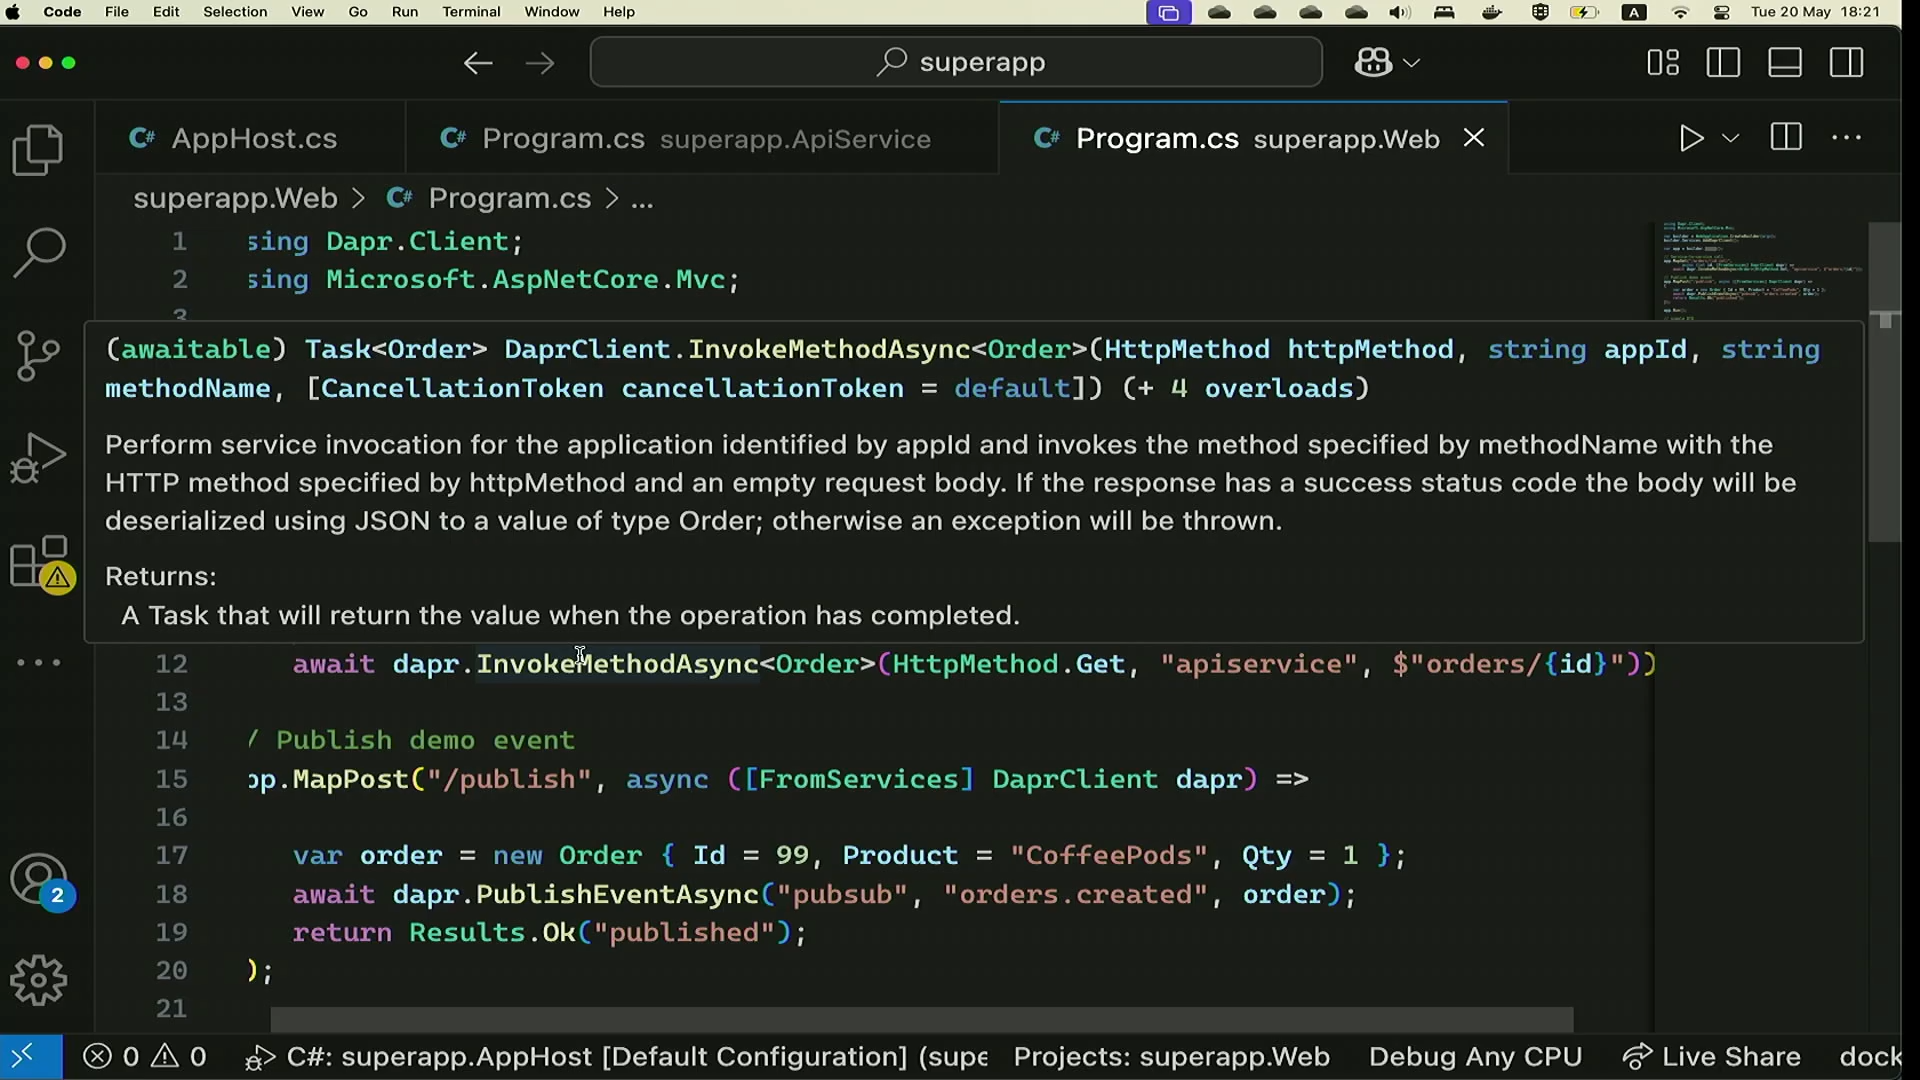 Code File Edit Selection View Go Run Terminal Window Help A Tue 20 May 18:21
superapp
C# AppHost.cs C# Program.cs superapp.ApiService C# Program.cs superapp.Web
superapp.Web > C# Program.cs > ...
1 sing Dapr.Client;
2 sing Microsoft.AspNetCore.Mvc;
3
(awaitable) Task<Order> DaprClient.InvokeMethodAsync<Order>(HttpMethod httpMethod, string appId, string
methodName, [CancellationToken cancellationToken = default]) (+ 4 overloads)
Perform service invocation for the application identified by appId and invokes the method specified by methodName with the
HTTP method specified by httpMethod and an empty request body. If the response has a success status code the body will be
deserialized using JSON to a value of type Order; otherwise an exception will be thrown.
Returns:
A Task that will return the value when the operation has completed.
12 await dapr.InvokeMethodAsync<Order>(HttpMethod.Get, "apiservice", $"orders/{id}"))
13
14 / Publish demo event
15 pp.MapPost("/publish", async ([FromServices] DaprClient dapr) =>
16
17 var order = new Order { Id = 99, Product = "CoffeePods", Qty = 1 };
18 await dapr.PublishEventAsync("pubsub", "orders.created", order);
19 return Results.Ok("published");
20 );
21
2
0 0 C#: superapp.AppHost [Default Configuration] (supe Projects: superapp.Web Debug Any CPU Live Share dock